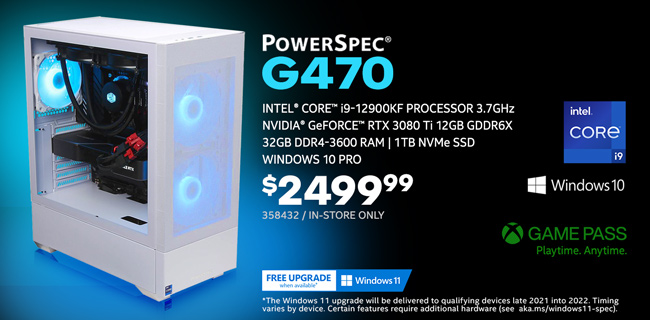 POWERSPEC®
G470
INTEL® CORE™ i9-12900KF PROCESSOR 3.7GHz
NVIDIA® GeFORCE™ RTX 3080 Ti 12GB GDDR6X
32GB DDR4-3600 RAM | 1TB NVMe SSD
WINDOWS 10 PRO
$2499⁹⁹
358432 / IN-STORE ONLY
intel.
CORE
i9
Windows10
GAME PASS
Playtime. Anytime.
FREE UPGRADE
when available*
Windows 11
*The Windows 11 upgrade will be delivered to qualifying devices late 2021 into 2022. Timing
varies by device. Certain features require additional hardware (see aka.ms/windows11-spec).